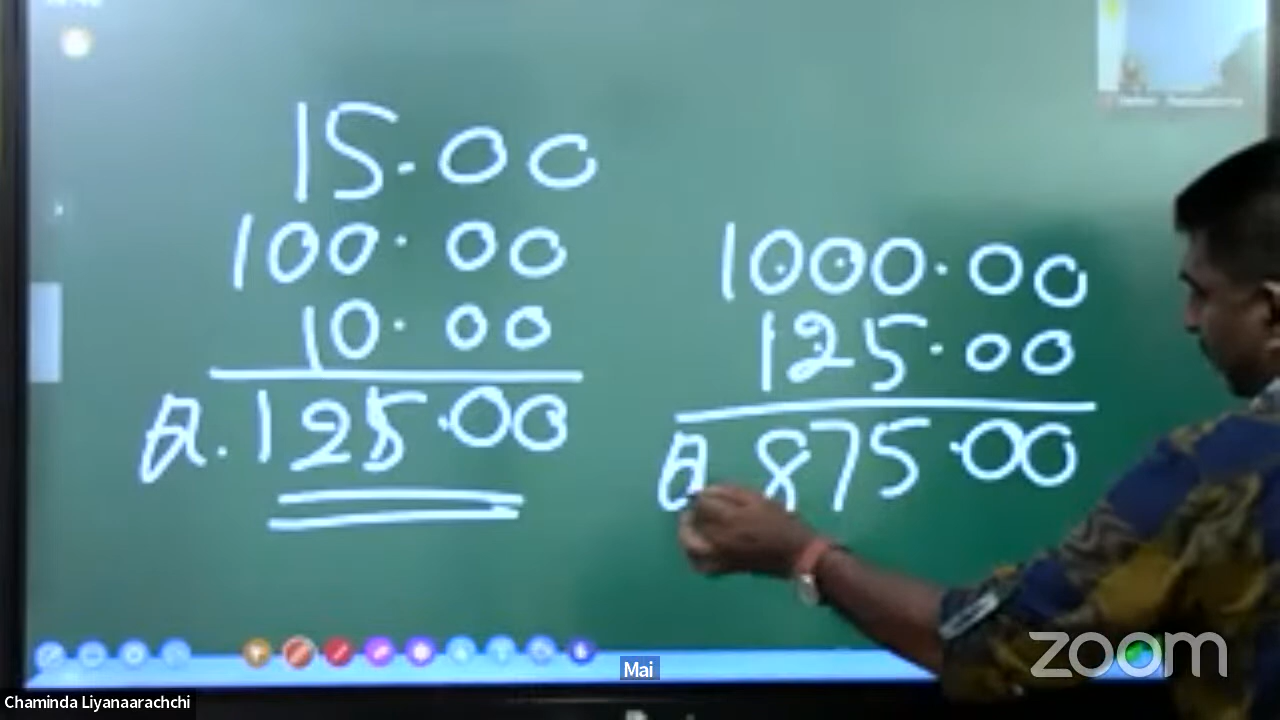 15.00
100.00
10.00
රු.125.00
1000.00
125.00
රු 875.00
zoom
Mai
Chaminda Liyanaarachchi